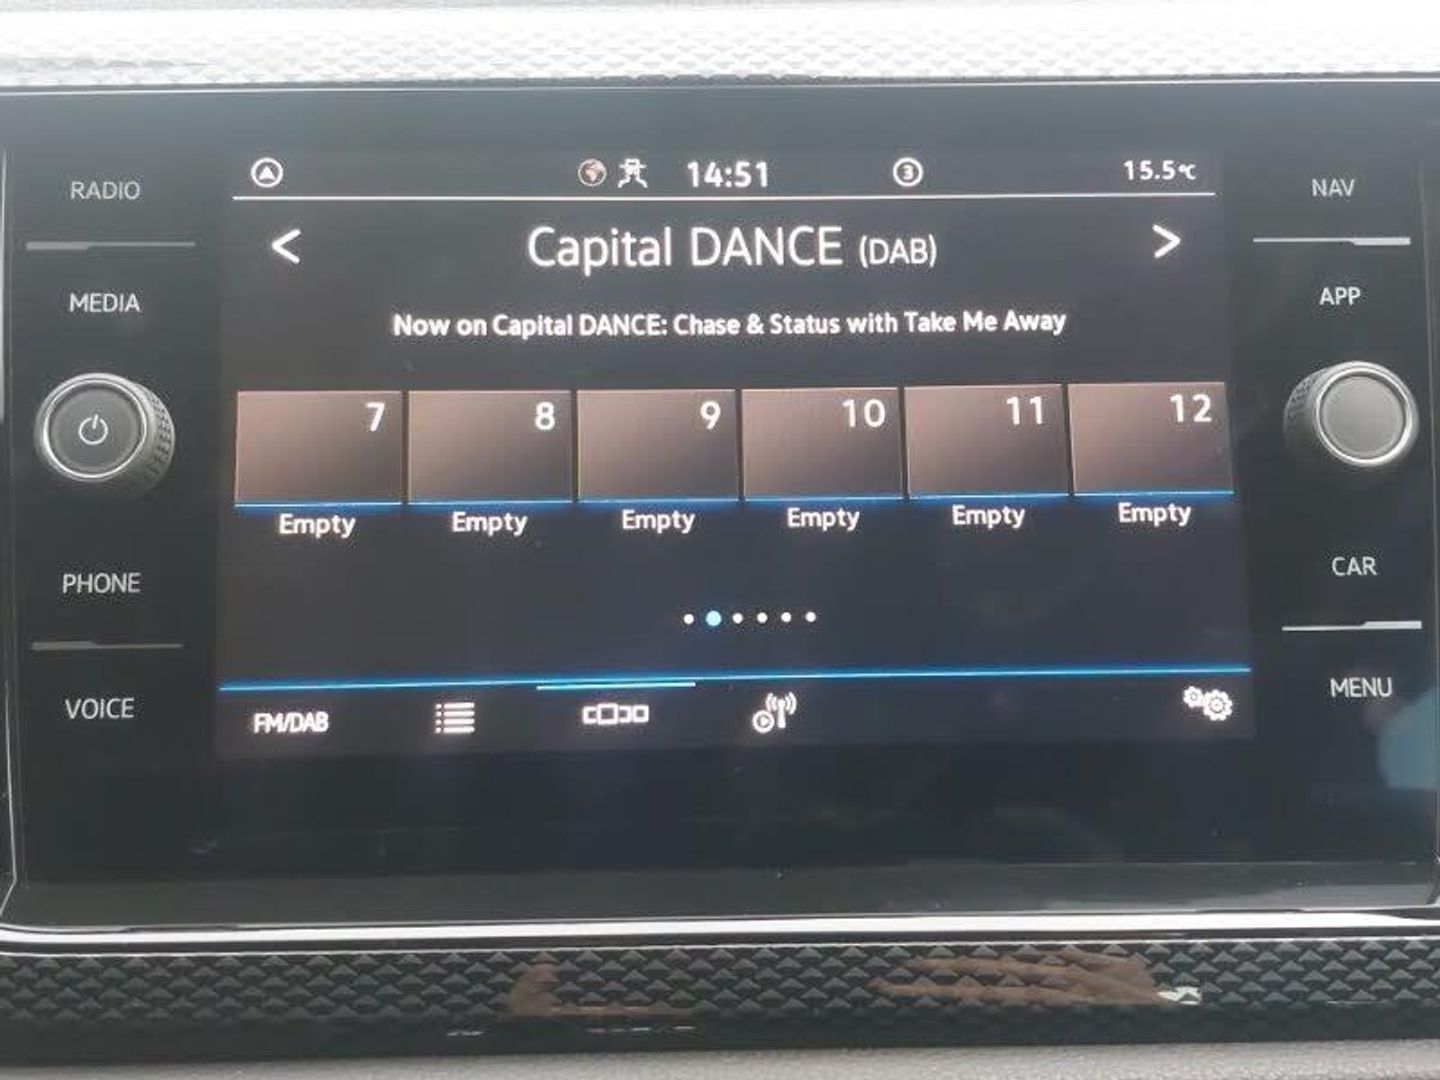 RADIO
MEDIA
PHONE
VOICE
14:51
3
15.5℃
< Capital DANCE (DAB) >
Now on Capital DANCE: Chase & Status with Take Me Away
7 8 9 10 11 12
Empty Empty Empty Empty Empty Empty
FM/DAB
NAV
APP
CAR
MENU